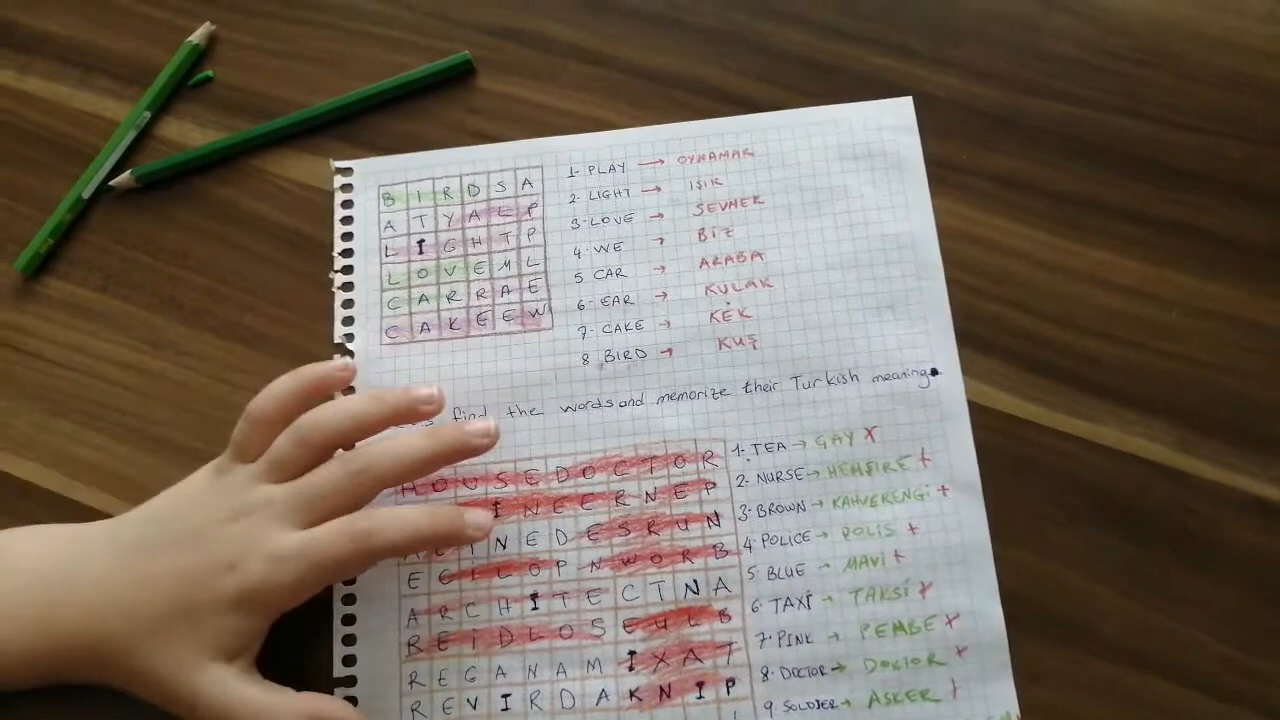 B I R D S A
A T Y A L P
L I G H T P
L O V E M L
C A R R A E
C A K E E W
1- PLAY → OYNAMAK
2. LIGHT → IŞIK
3- LOVE → SEVMEK
4. WE → BİZ
5 CAR → ARABA
6- EAR → KULAK
7- CAKE → KEK
8 BIRD → KUŞ
find the words and memorize their Turkish meaning.
H O U S E D O C T O R
I N E E R N E P
N E D E S R U N
E C I L O P N W O R B
A R C H I T E C T N A
R E İ D L O S E U L B
R E G A N A M I X A T
R E V I R D A K N I P
1- TEA → ÇAY x
2- NURSE → HEMŞİRE +
3- BROWN → KAHVERENGİ +
4 POLICE → POLİS +
5- BLUE → MAVİ +
6- TAXİ → TAKSİ x
7- PINK → PEMBE x
8- DOCTOR → DOKTOR x
9. SOLDIER → ASKER +